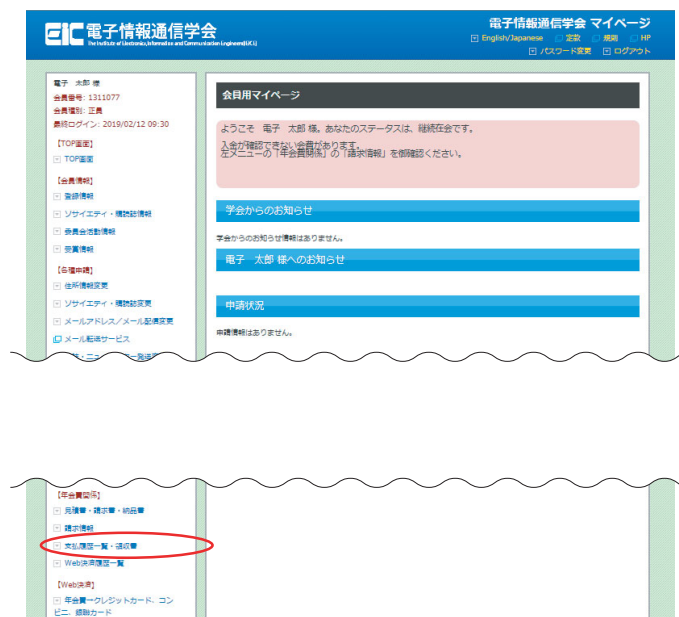 電子情報通信学会
The Institute of Electronics, Information and Communication Engineers(IEICE)
電子情報通信学会 マイページ
English/Japanese 定款 規則 HP
パスワード変更 ログアウト
電子 太郎 様
会員番号: 1311077
会員種別: 正員
最終ログイン: 2019/02/12 09:30
【TOP画面】
TOP画面
【会員情報】
登録情報
ソサイエティ・購読誌情報
委員会活動情報
受賞情報
【各種申請】
住所情報変更
ソサイエティ・購読誌変更
メールアドレス/メール配信変更
メール転送サービス
会員用マイページ
ようこそ 電子 太郎 様。あなたのステータスは、継続在会です。
入金が確認できない会費があります。
左メニューの「年会費関係」の「請求情報」を御確認ください。
学会からのお知らせ
学会からのお知らせ情報はありません。
電子 太郎 様へのお知らせ
申請状況
申請情報はありません。
【年会費関係】
見積書・請求書・納品書
請求情報
支払履歴一覧・領収書
Web決済履歴一覧
【Web決済】
年会費ークレジットカード、コン
ビニ、銀聯カード